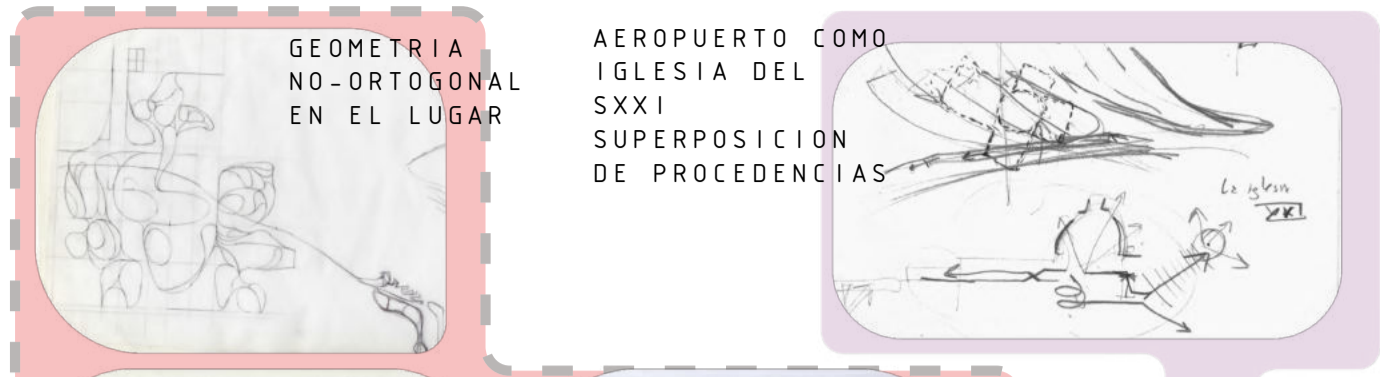 GEOMETRIA
NO-ORTOGONAL
EN EL LUGAR
AEROPUERTO COMO
IGLESIA DEL
SXXI
SUPERPOSICION
DE PROCEDENCIAS
La iglesia
XXI